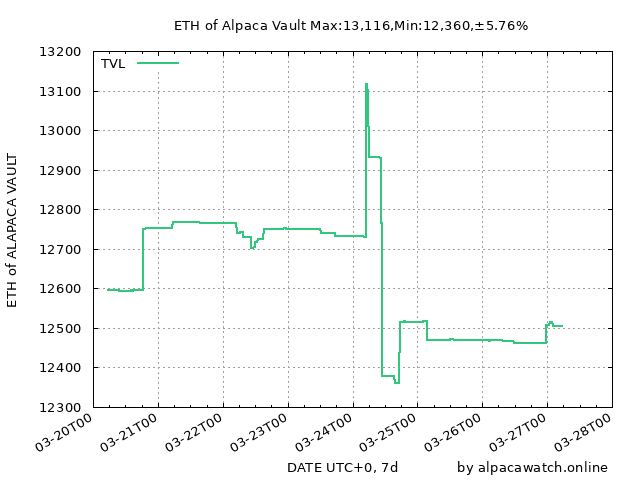 ETH of Alpaca Vault Max:13,116,Min:12,360,±5.76%
TVL
13200
13100
13000
12900
12800
12700
12600
12500
12400
12300
ETH of ALAPACA VAULT
03-20T00
03-21T00
03-22T00
03-23T00
03-24T00
03-25T00
03-26T00
03-27T00
03-28T00
DATE UTC+0, 7d
by alpacawatch.online